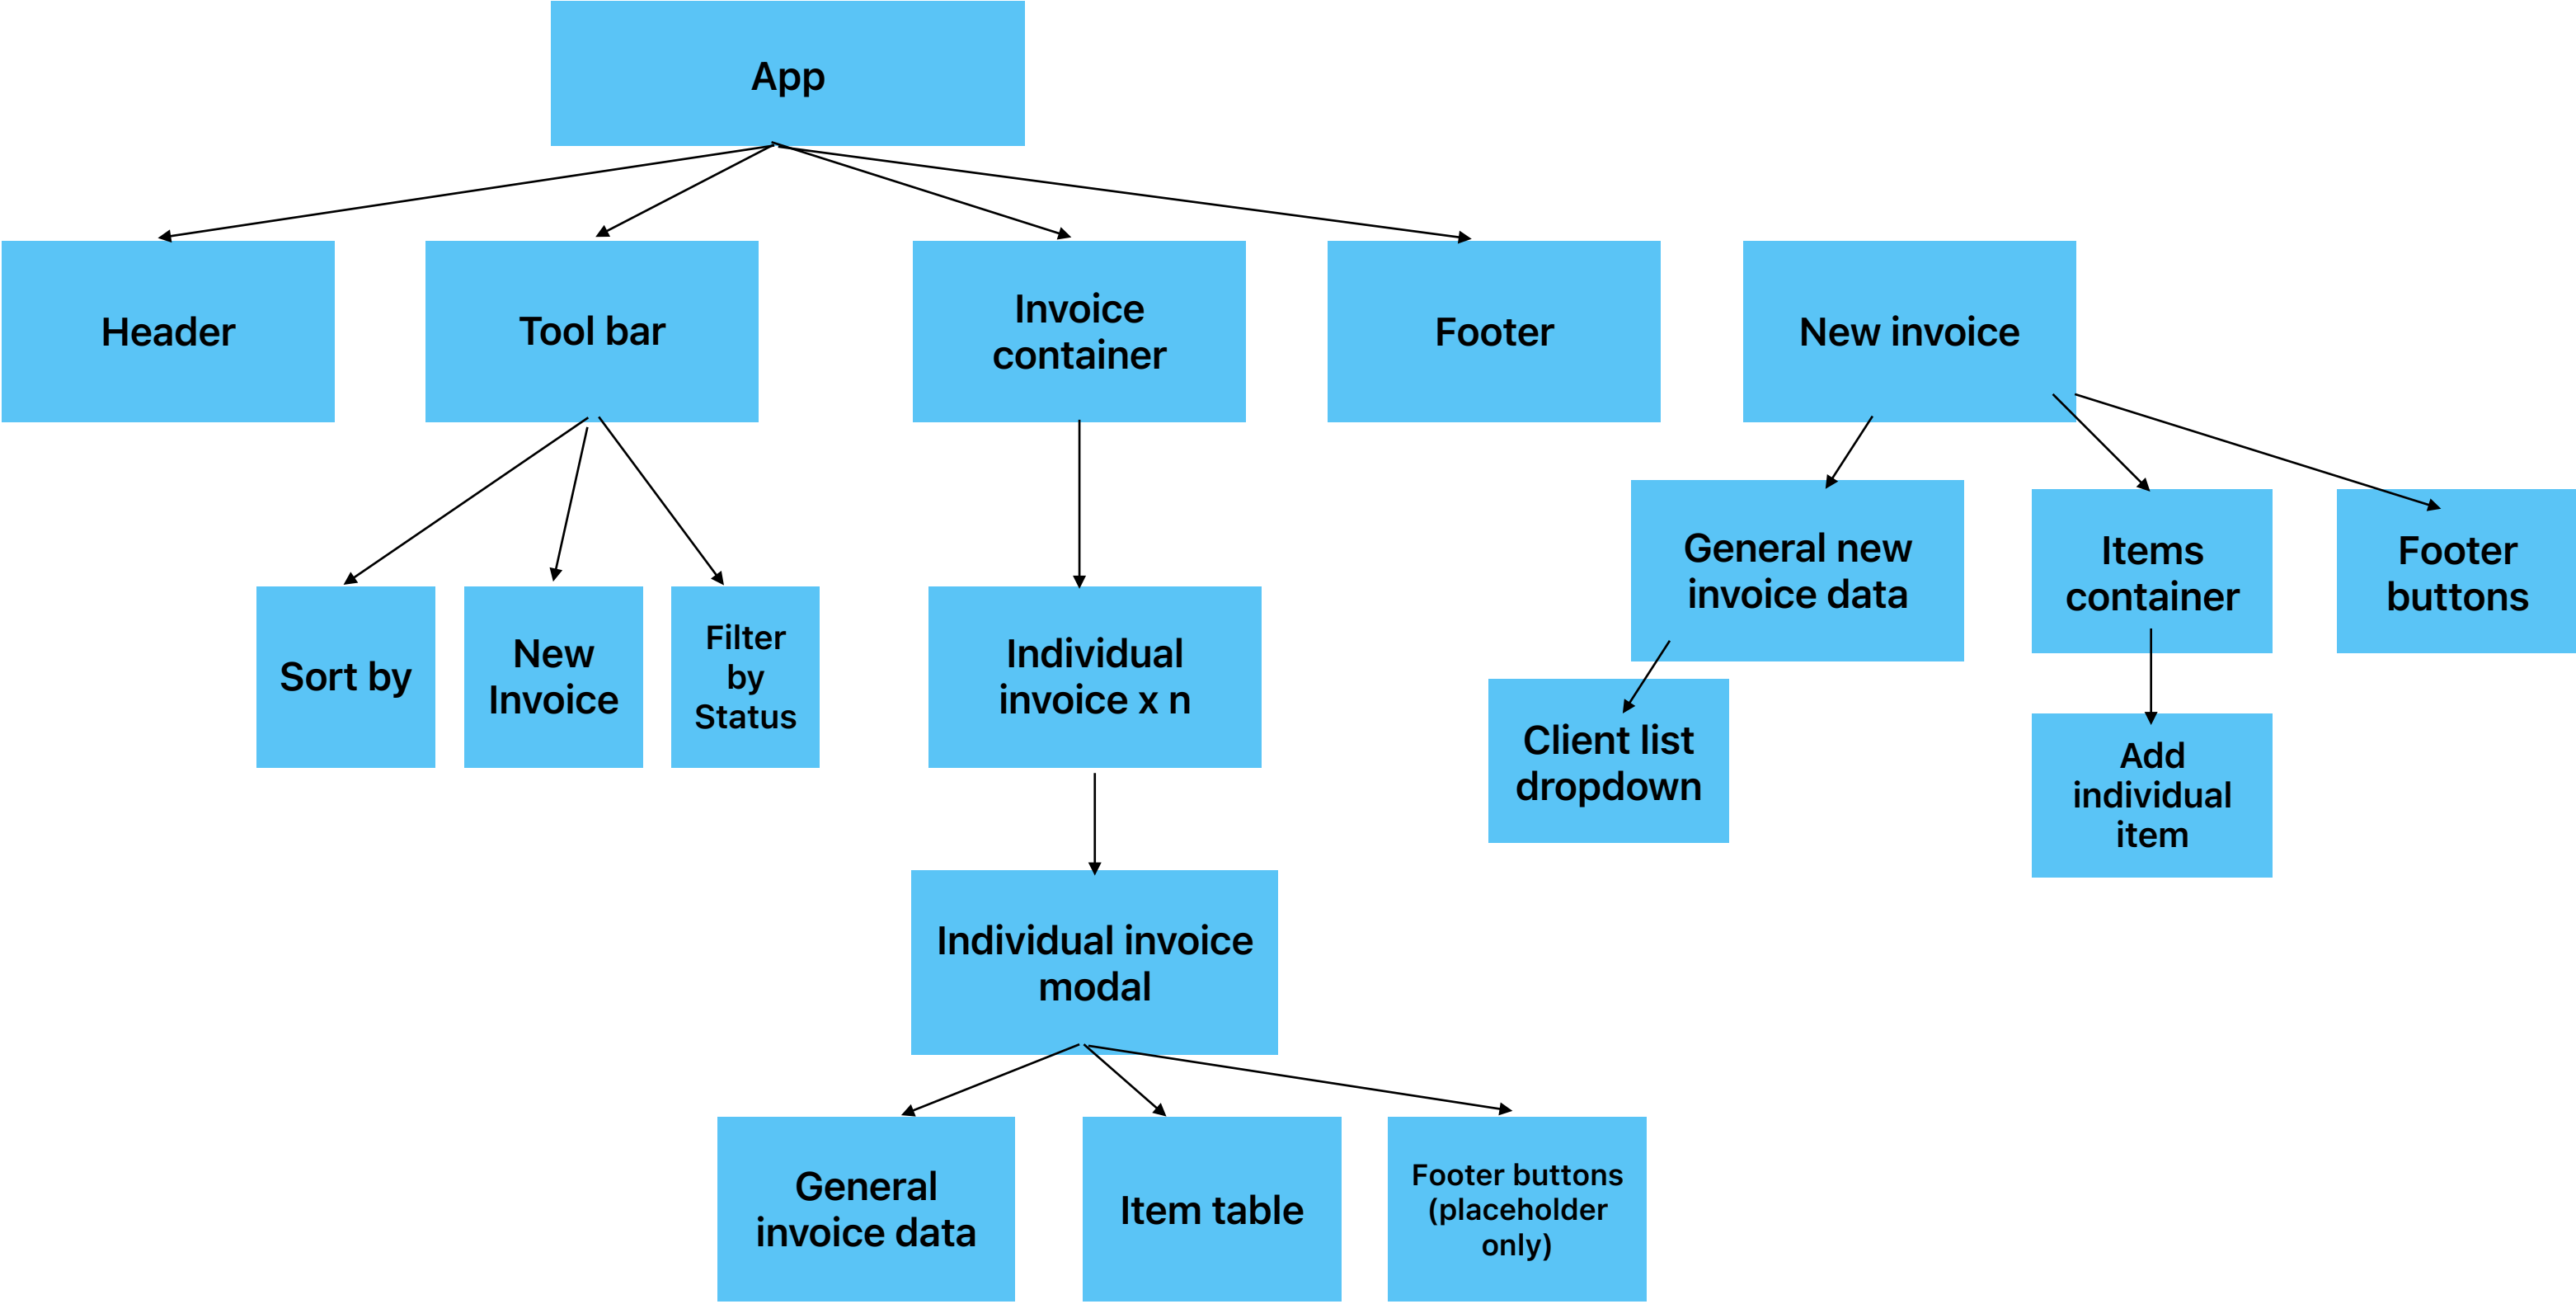 App
Header
Tool bar
Invoice
container
Footer
New invoice
General new
invoice data
Items
container
Footer
buttons
Sort by
New
Invoice
Filter
by
Status
Individual
invoice x n
Client list
dropdown
Add
individual
item
Individual invoice
modal
General
invoice data
Item table
Footer buttons
(placeholder
only)